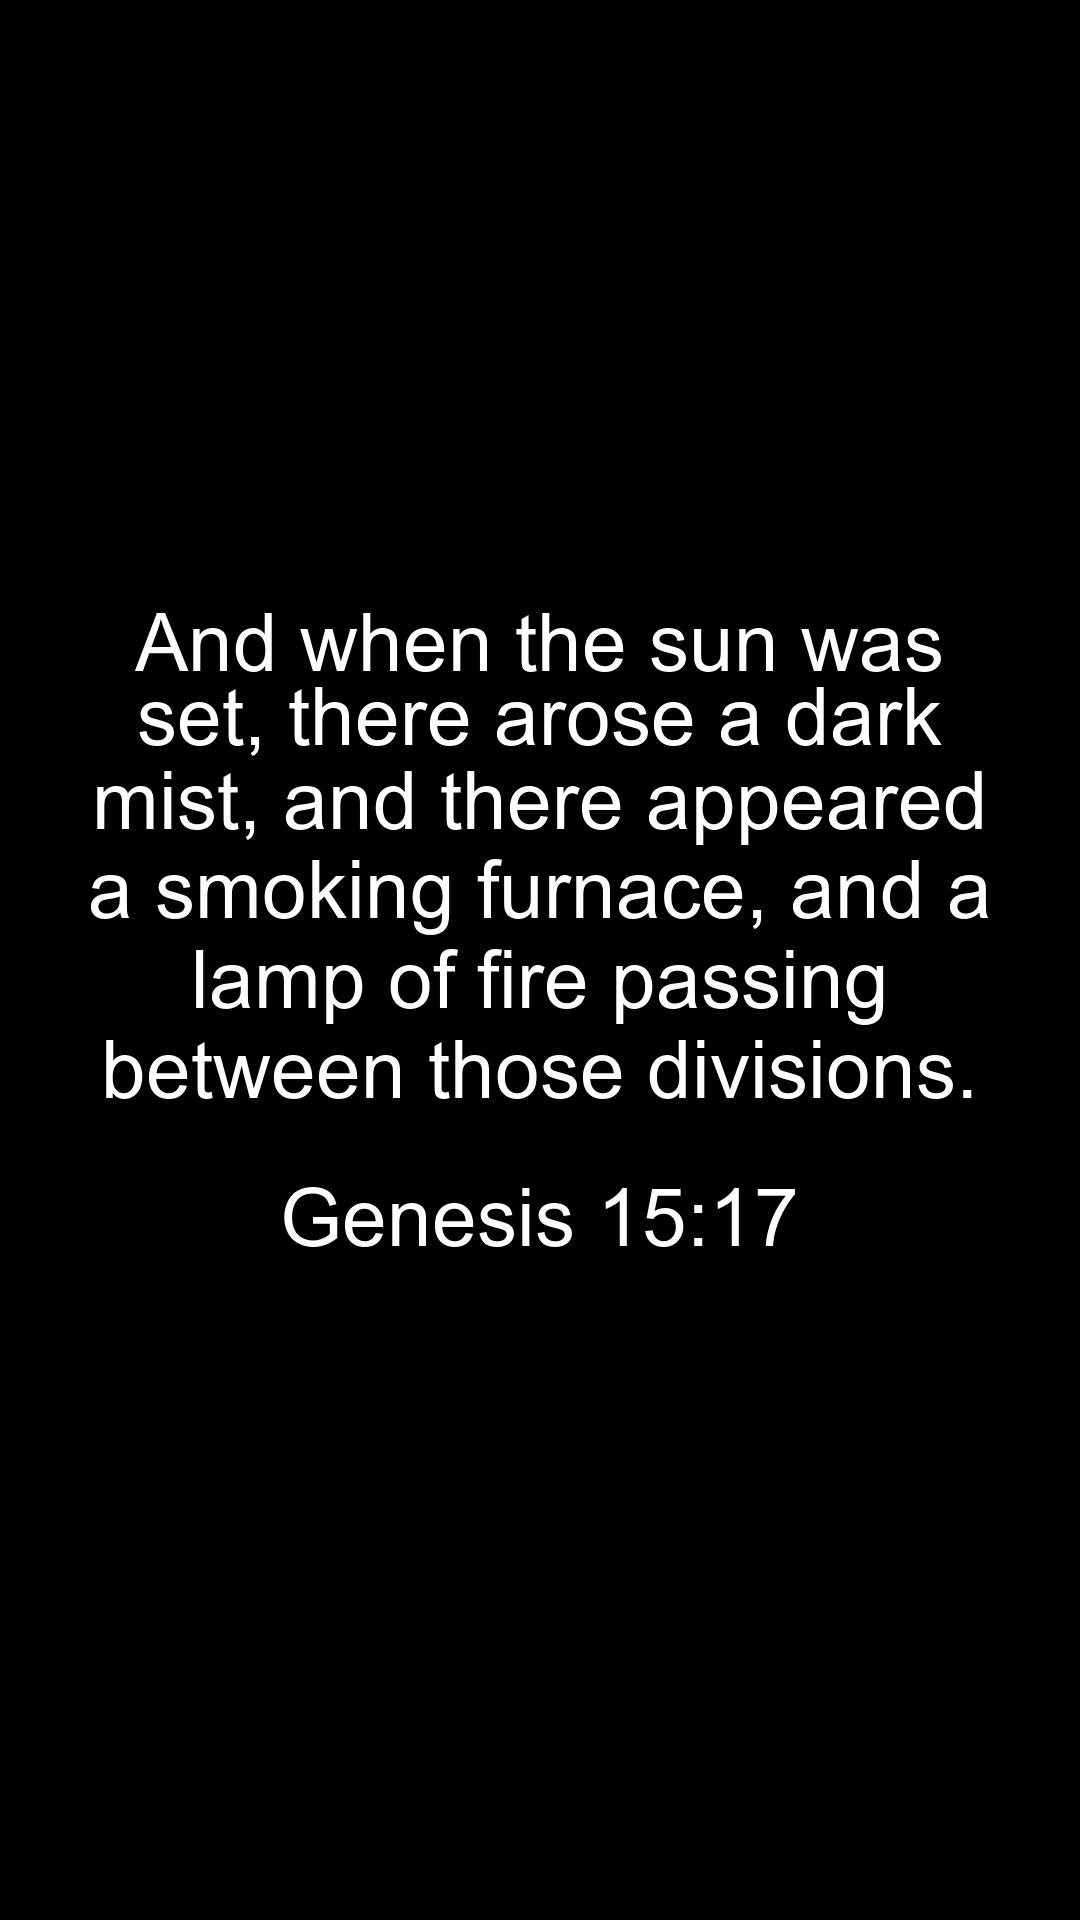 And when the sun was
set, there arose a dark
mist, and there appeared
a smoking furnace, and a
lamp of fire passing
between those divisions.
Genesis 15:17